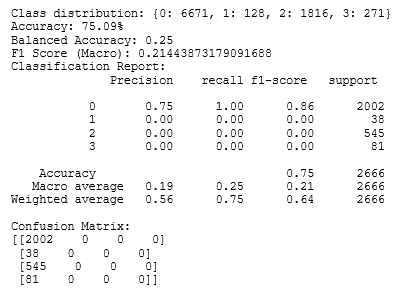 Class distribution: {0: 6671, 1: 128, 2: 1816, 3: 271}
Accuracy: 75.09%
Balanced Accuracy: 0.25
F1 Score (Macro): 0.21443873179091688
Classification Report:
Precision recall f1-score support
0 0.75 1.00 0.86 2002
1 0.00 0.00 0.00 38
2 0.00 0.00 0.00 545
3 0.00 0.00 0.00 81
Accuracy 0.75 2666
Macro average 0.19 0.25 0.21 2666
Weighted average 0.56 0.75 0.64 2666
Confusion Matrix:
[[2002 0 0 0]
[38 0 0 0]
[545 0 0 0]
[81 0 0 0]]